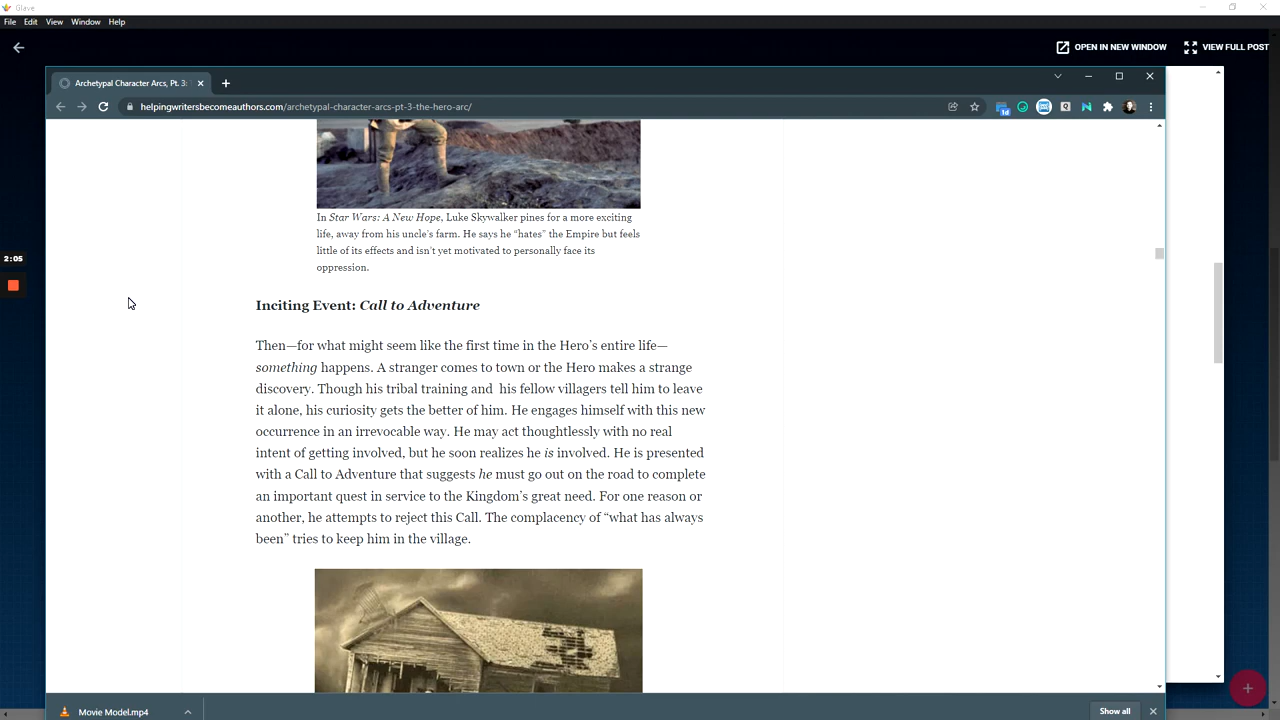 Glave
File Edit View Window Help
OPEN IN NEW WINDOW VIEW FULL POST
Archetypal Character Arcs, Pt. 3:
helpingwritersbecomeauthors.com/archetypal-character-arcs-pt-3-the-hero-arc/
1d
2:05
In Star Wars: A New Hope, Luke Skywalker pines for a more exciting
life, away from his uncle's farm. He says he “hates” the Empire but feels
little of its effects and isn't yet motivated to personally face its
oppression.
Inciting Event: Call to Adventure
Then—for what might seem like the first time in the Hero's entire life—
something happens. A stranger comes to town or the Hero makes a strange
discovery. Though his tribal training and his fellow villagers tell him to leave
it alone, his curiosity gets the better of him. He engages himself with this new
occurrence in an irrevocable way. He may act thoughtlessly with no real
intent of getting involved, but he soon realizes he is involved. He is presented
with a Call to Adventure that suggests he must go out on the road to complete
an important quest in service to the Kingdom's great need. For one reason or
another, he attempts to reject this Call. The complacency of “what has always
been” tries to keep him in the village.
Movie Model.mp4
Show all